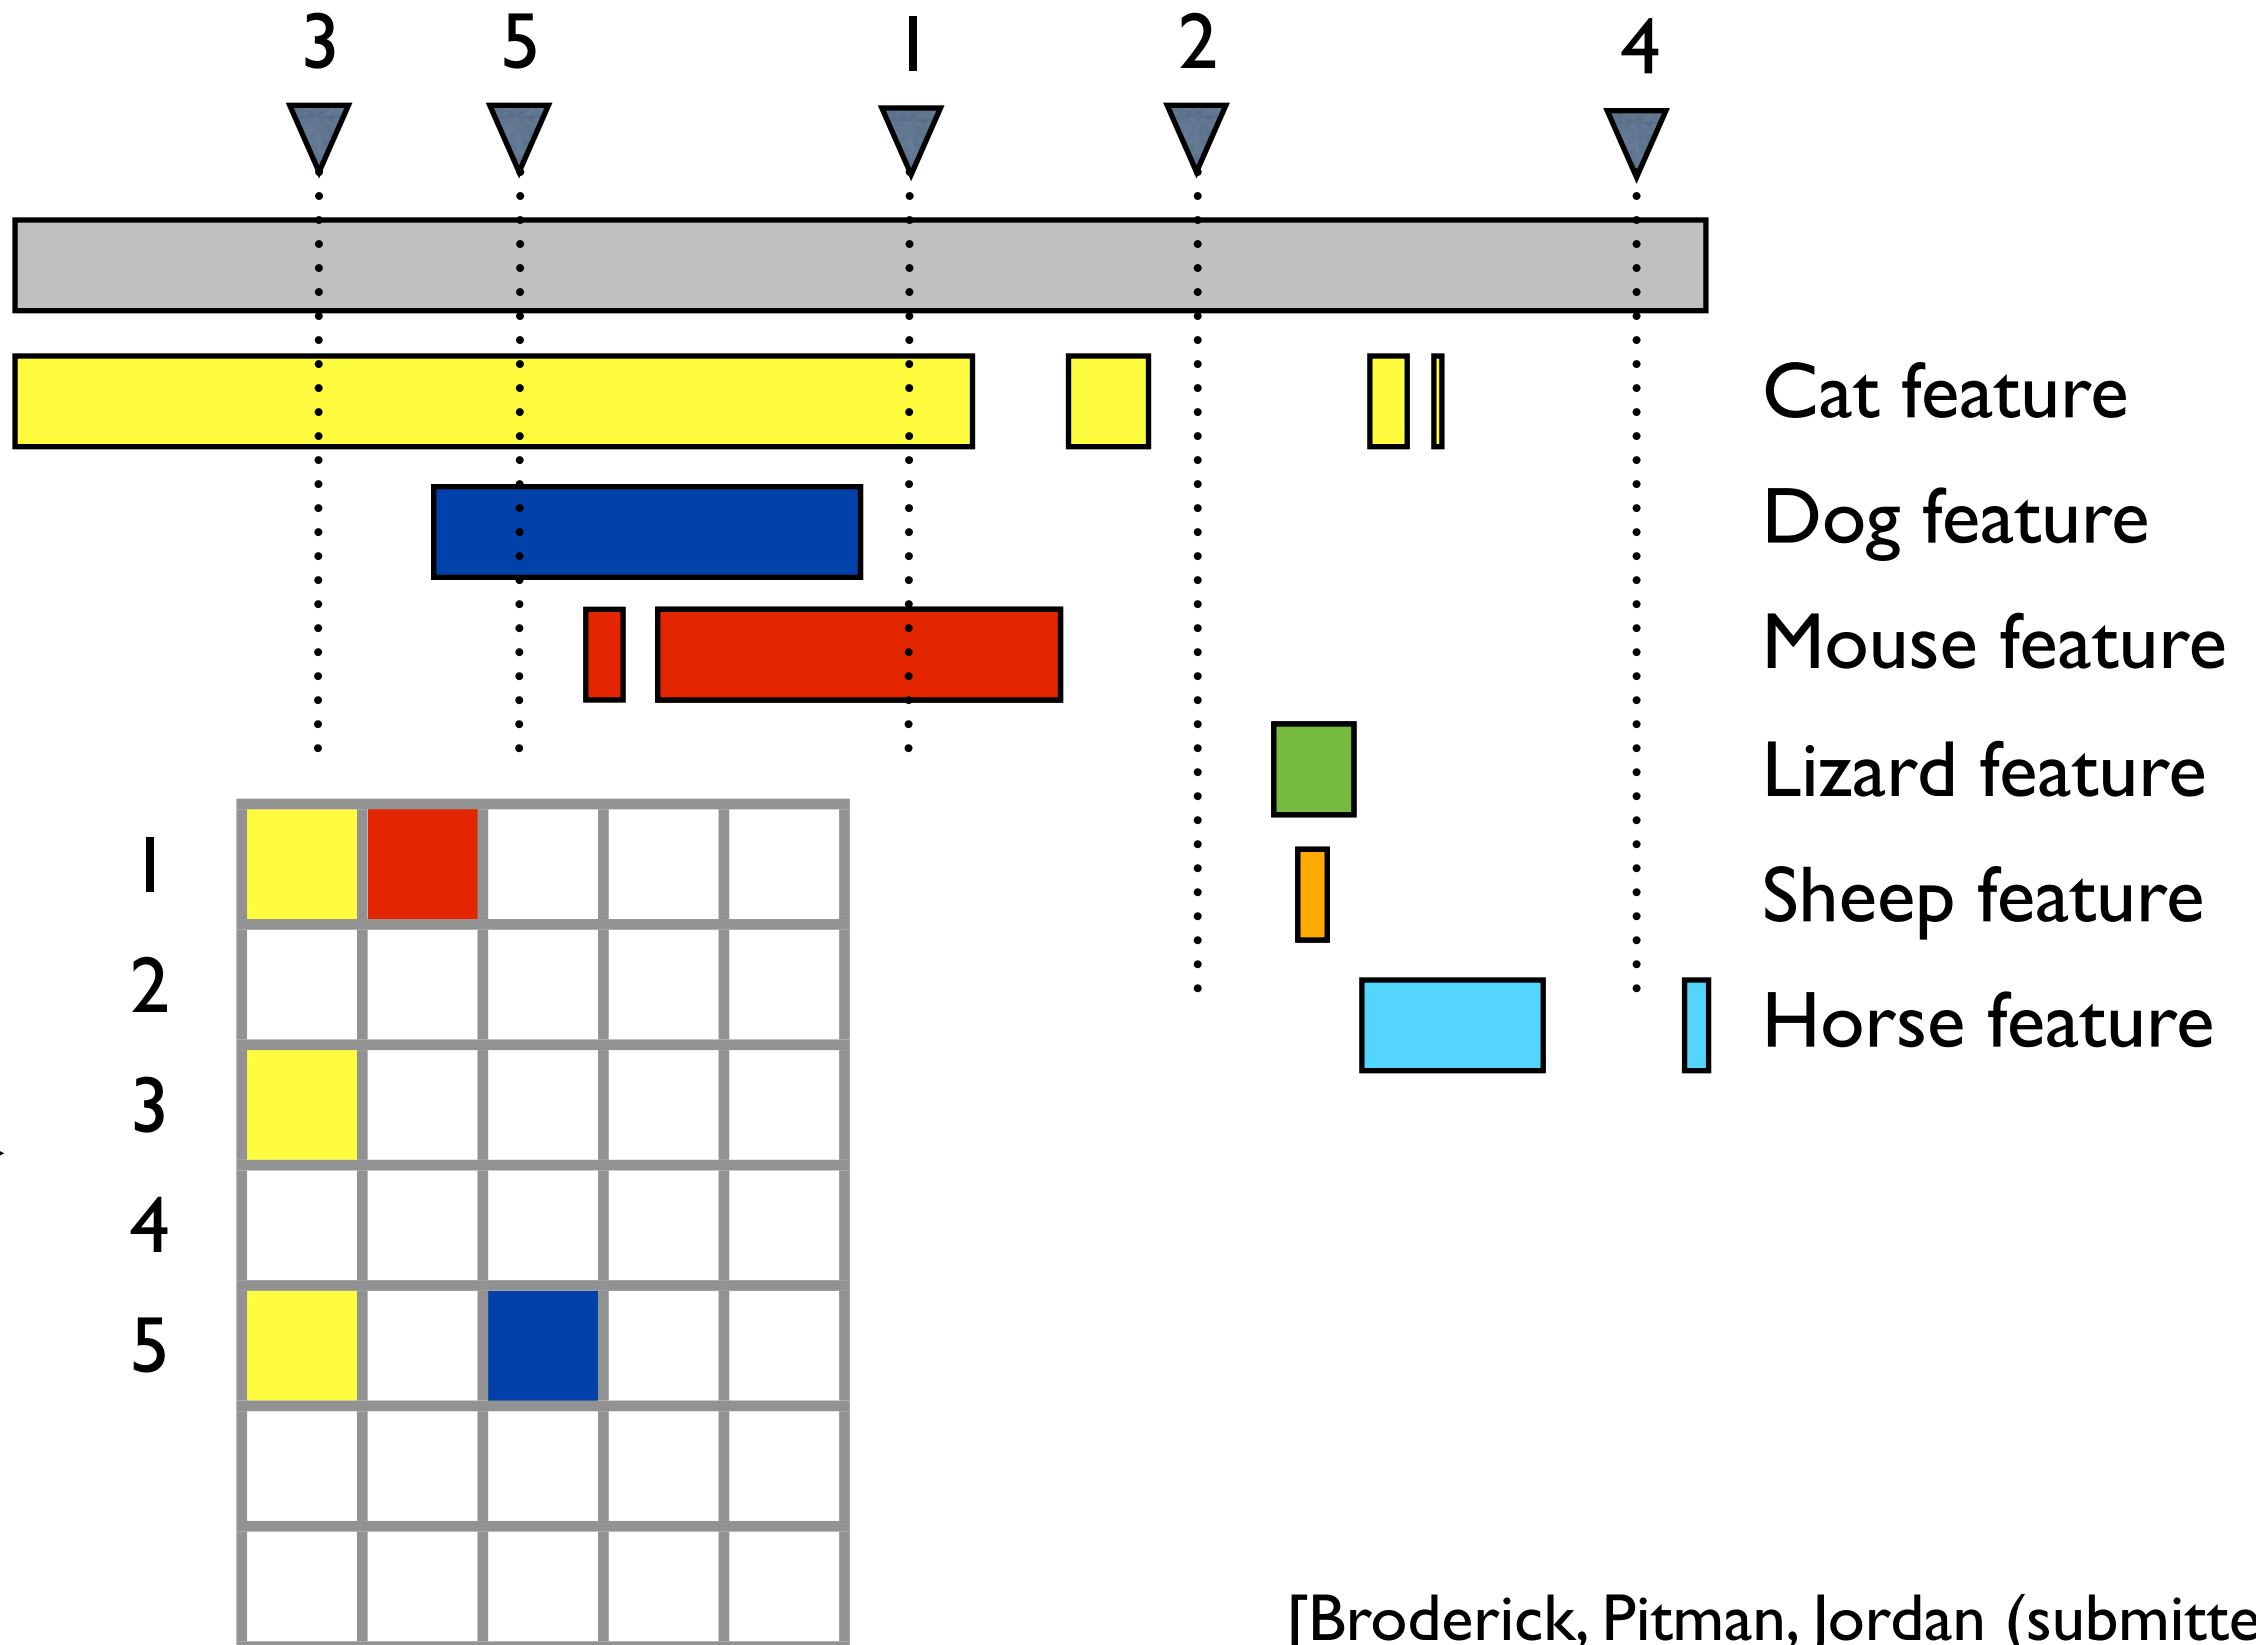 3 5 1 2 4
Cat feature
Dog feature
Mouse feature
Lizard feature
Sheep feature
Horse feature
1
2
3
4
5
[Broderick, Pitman, Jordan (submitte